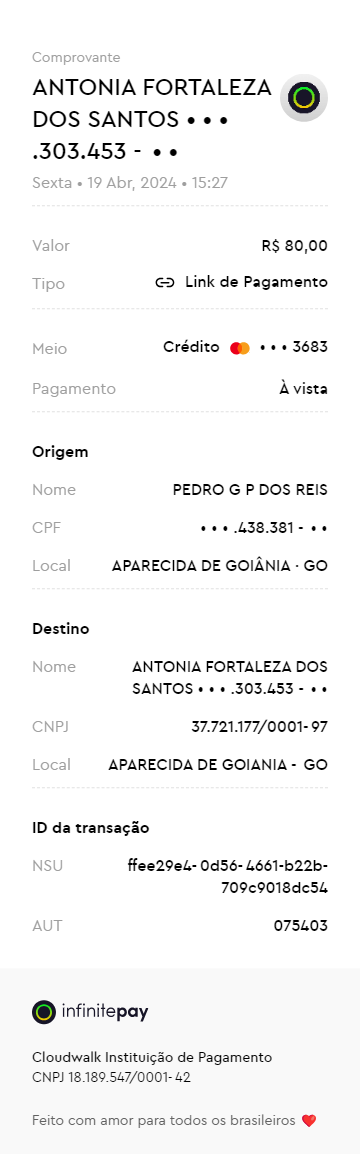 Comprovante
ANTONIA FORTALEZA
DOS SANTOS • • •
.303.453 - • •
Sexta • 19 Abr, 2024 • 15:27
Valor R$ 80,00
Tipo Link de Pagamento
Meio Crédito • • • 3683
Pagamento À vista
Origem
Nome PEDRO G P DOS REIS
CPF • • • .438.381 - • •
Local APARECIDA DE GOIÂNIA · GO
Destino
Nome ANTONIA FORTALEZA DOS
SANTOS • • • .303.453 - • •
CNPJ 37.721.177/0001-97
Local APARECIDA DE GOIANIA - GO
ID da transação
NSU ffee29e4-0d56-4661-b22b-
709c9018dc54
AUT 075403
infinitepay
Cloudwalk Instituição de Pagamento
CNPJ 18.189.547/0001-42
Feito com amor para todos os brasileiros ❤️